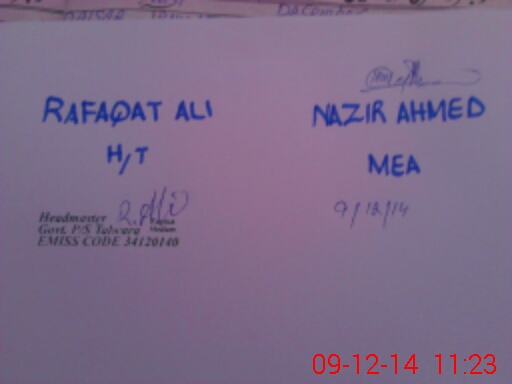 DECember
RAFAQAT ALI
H/T
NAZIR AHMED
MEA
9/12/14
Headmaster
Govt. P/S Talwara
EMISS CODE 34120140
09-12-14 11:23